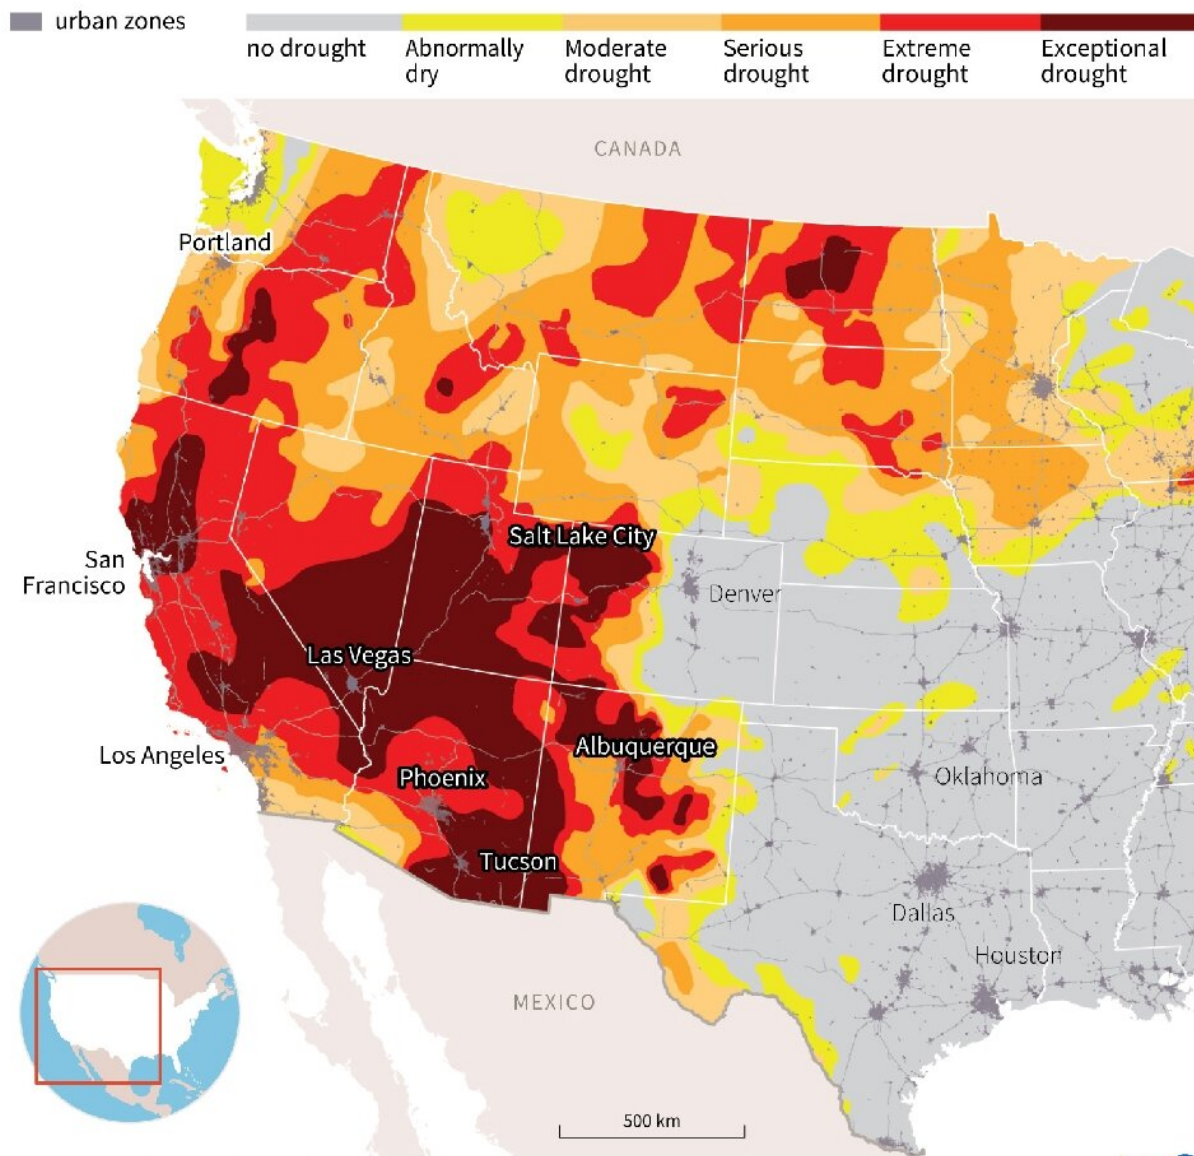 urban zones
no drought
Abnormally
dry
Moderate
drought
Serious
drought
Extreme
drought
Exceptional
drought
CANADA
Portland
Salt Lake City
San
Francisco
Denver
Las Vegas
Los Angeles
Albuquerque
Phoenix
Oklahoma
Tucson
Dallas
Houston
MEXICO
500 km